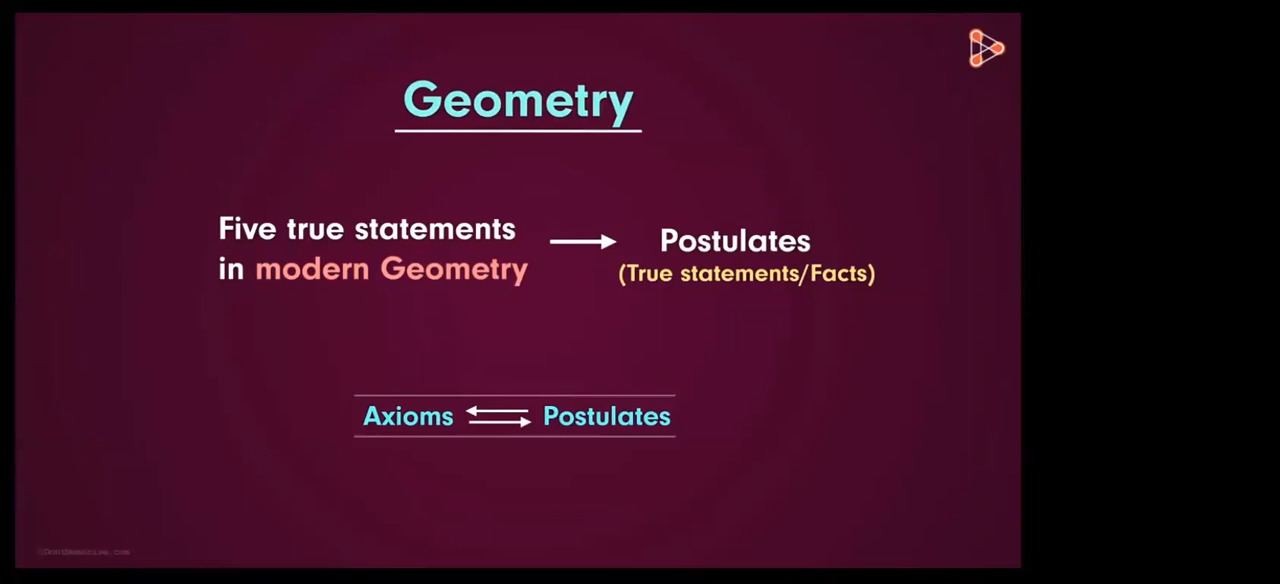 Geometry
Five true statements
in modern Geometry
Postulates
(True statements/Facts)
Axioms Postulates